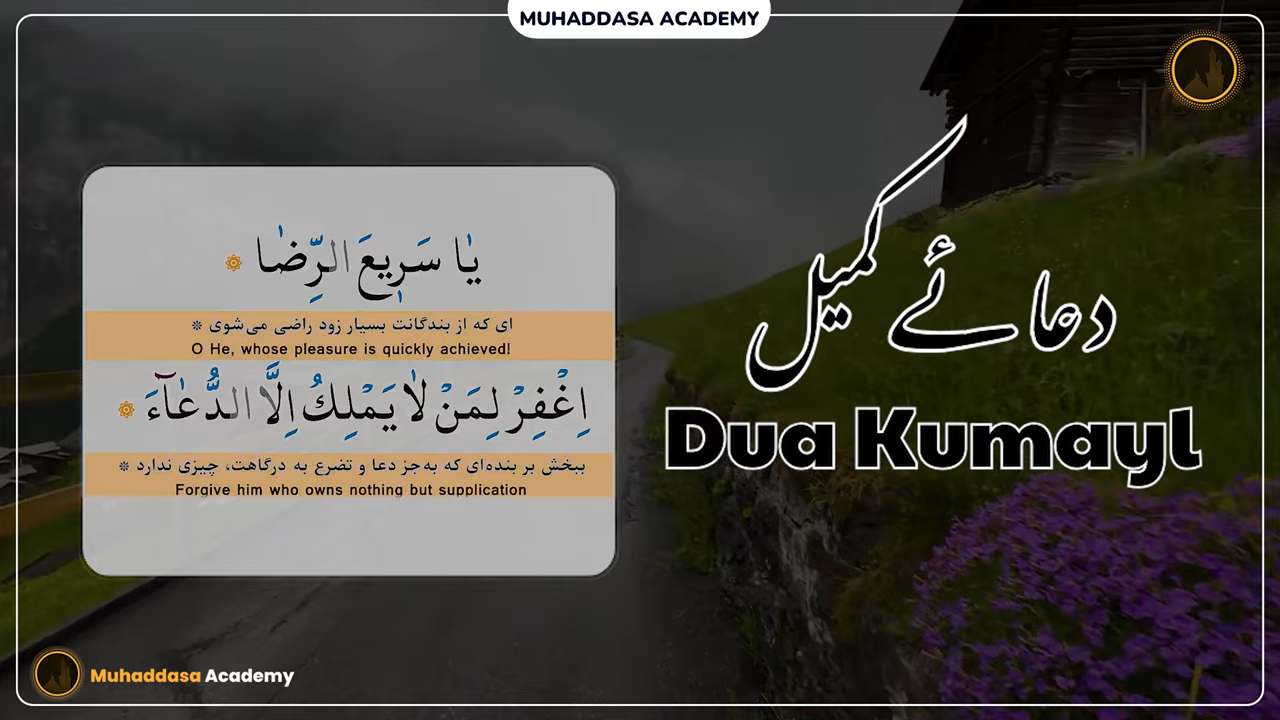 MUHADDASA ACADEMY
يٰا سَرِيعَ الرِّضٰا ۞
ای که از بندگانت بسیار زود راضی می‌شوی ❊
O He, whose pleasure is quickly achieved!
اِغْفِرْ لِمَنْ لٰا يَمْلِكُ اِلَّا الدُّعٰٓاءَ ۞
ببخش بر بنده‌ای که به‌جز دعا و تضرع به درگاهت، چیزی ندارد ❊
Forgive him who owns nothing but supplication
دعائے کمیل
Dua Kumayl
Muhaddasa Academy